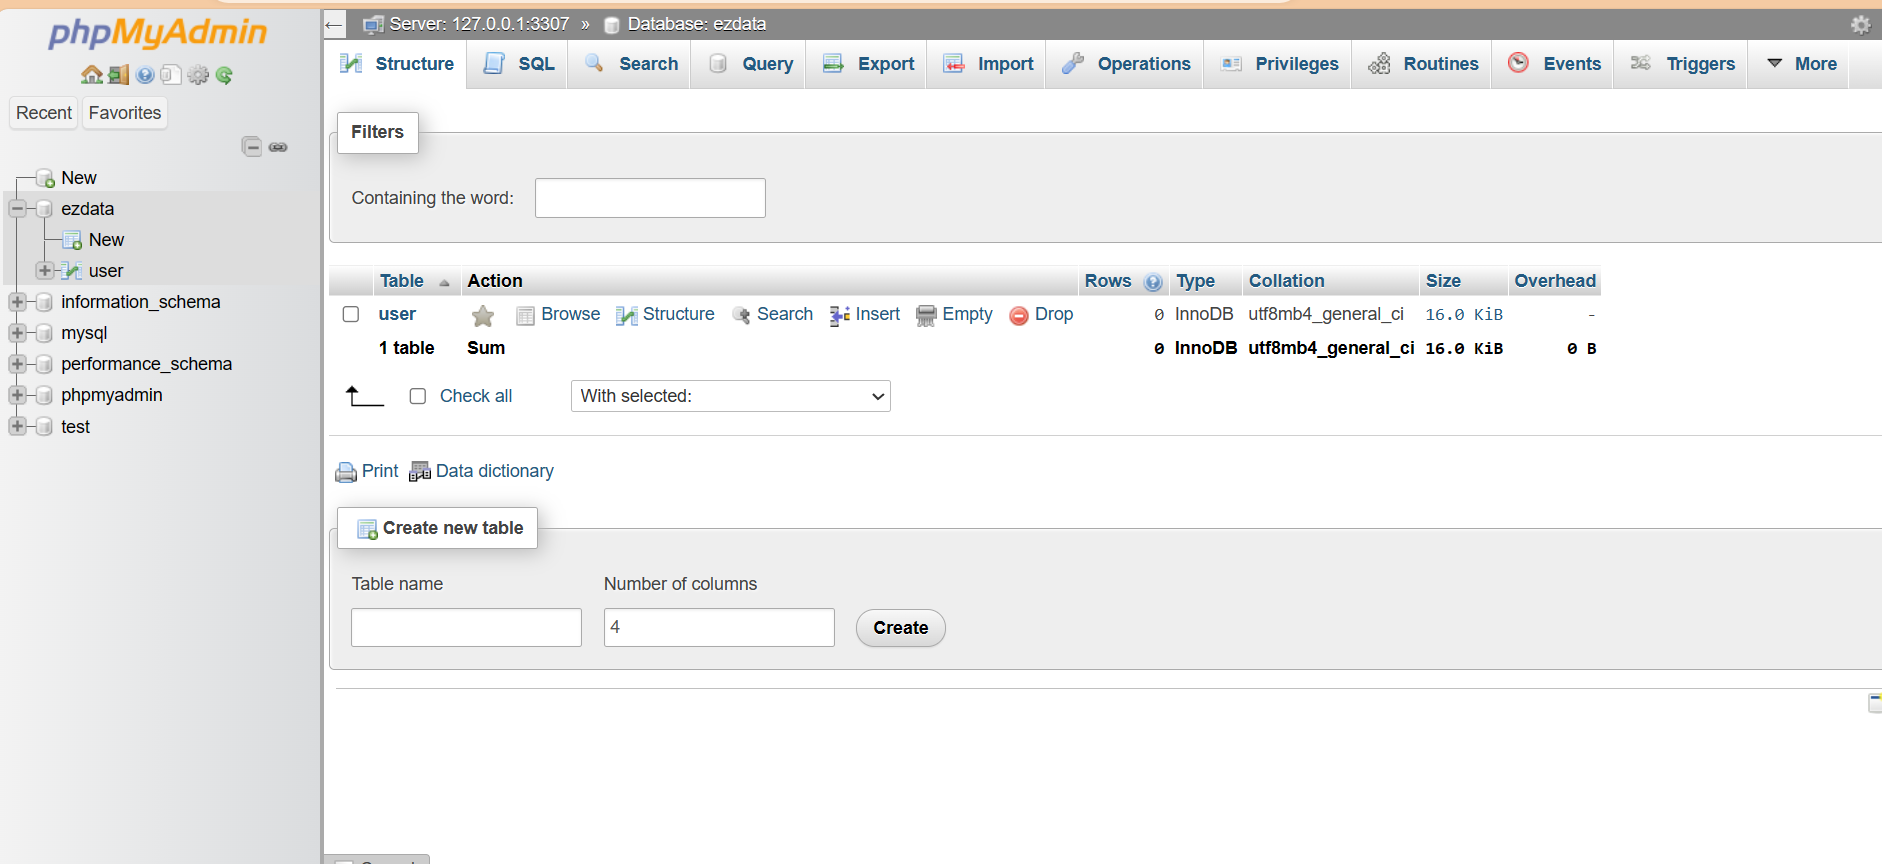 phpMyAdmin
Recent Favorites
New
ezdata
New
user
information_schema
mysql
performance_schema
phpmyadmin
test
Server: 127.0.0.1:3307 » Database: ezdata
Structure SQL Search Query Export Import Operations Privileges Routines Events Triggers More
Filters
Containing the word:
Table Action Rows Type Collation Size Overhead
user Browse Structure Search Insert Empty Drop 0 InnoDB utf8mb4_general_ci 16.0 KiB -
1 table Sum 0 InnoDB utf8mb4_general_ci 16.0 KiB 0 B
Check all With selected:
Print Data dictionary
Create new table
Table name Number of columns
4 Create